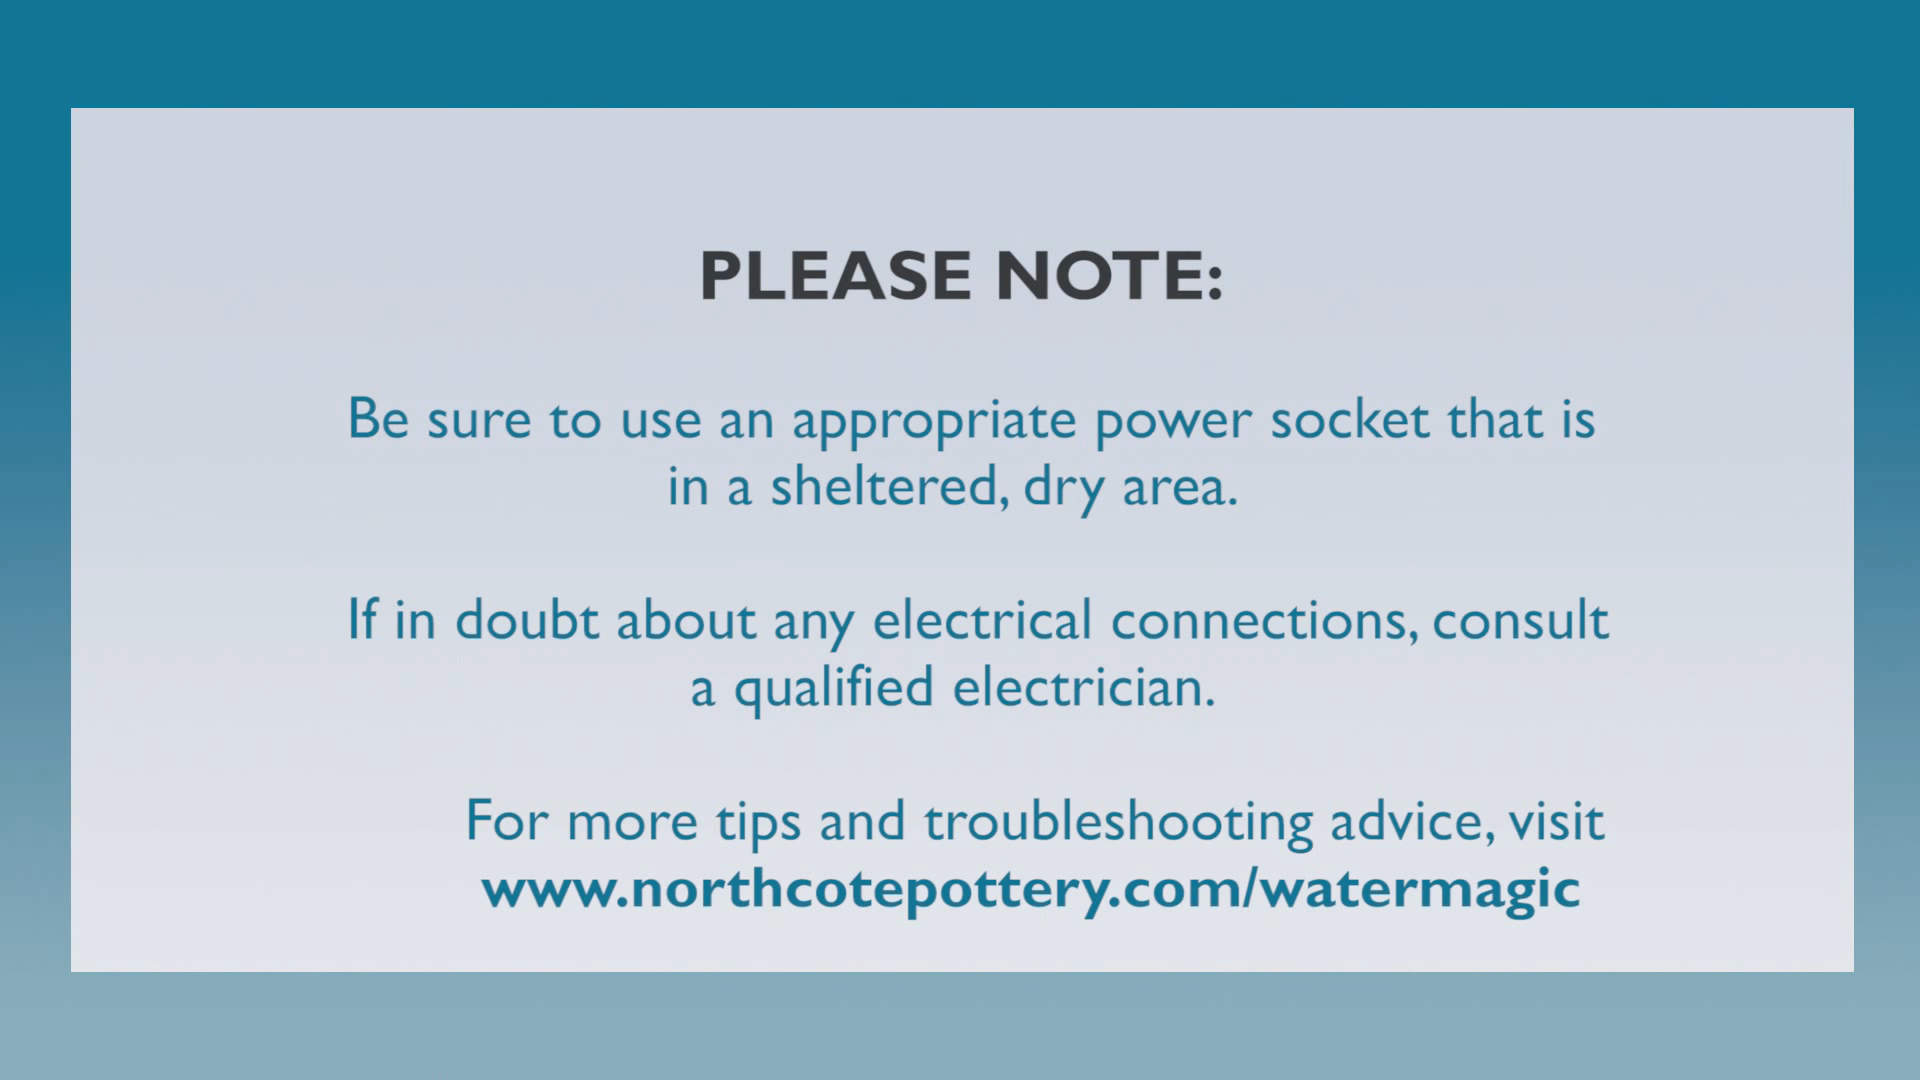 PLEASE NOTE:
Be sure to use an appropriate power socket that is
in a sheltered, dry area.
If in doubt about any electrical connections, consult
a qualified electrician.
For more tips and troubleshooting advice, visit
www.northcotepottery.com/watermagic